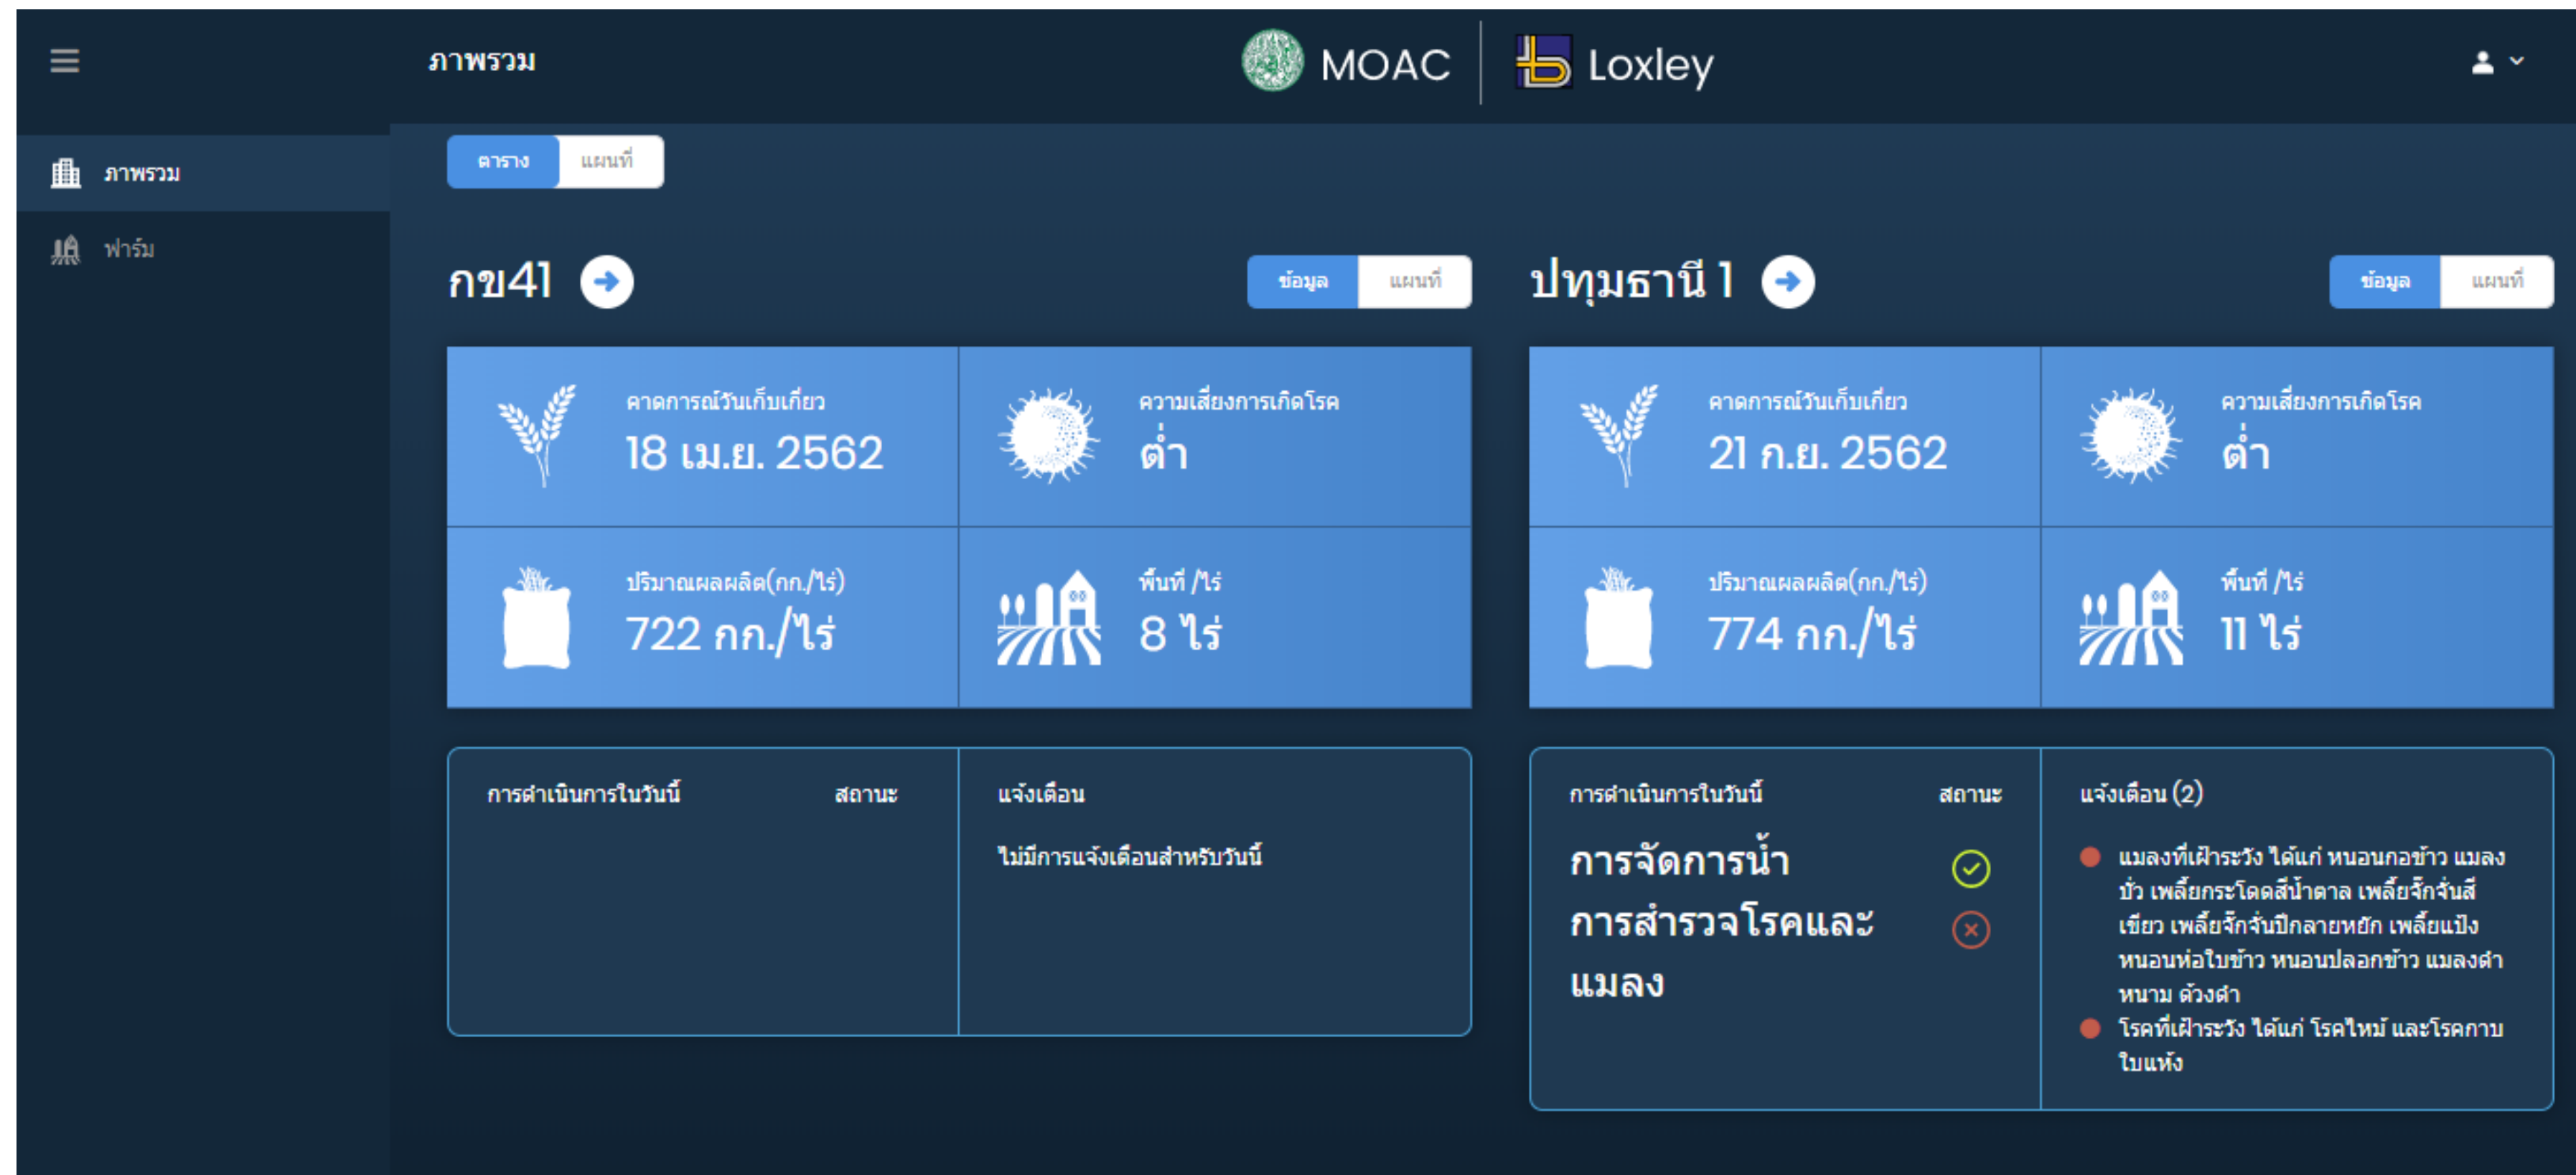 ภาพรวม
MOAC
Loxley
ภาพรวม
ฟาร์ม
ตาราง
แผนที่
กข41
ข้อมูล
แผนที่
คาดการณ์วันเก็บเกี่ยว
18 เม.ย. 2562
ความเสี่ยงการเกิดโรค
ต่ำ
ปริมาณผลผลิต(กก./ไร่)
722 กก./ไร่
พื้นที่ /ไร่
8 ไร่
การดำเนินการในวันนี้
สถานะ
แจ้งเตือน
ไม่มีการแจ้งเตือนสำหรับวันนี้
ปทุมธานี 1
ข้อมูล
แผนที่
คาดการณ์วันเก็บเกี่ยว
21 ก.ย. 2562
ความเสี่ยงการเกิดโรค
ต่ำ
ปริมาณผลผลิต(กก./ไร่)
774 กก./ไร่
พื้นที่ /ไร่
11 ไร่
การดำเนินการในวันนี้
สถานะ
การจัดการน้ำ
การสำรวจโรคและ
แมลง
แจ้งเตือน (2)
แมลงที่เฝ้าระวัง ได้แก่ หนอนกอข้าว แมลง
บั่ว เพลี้ยกระโดดสีน้ำตาล เพลี้ยจั๊กจั่นสี
เขียว เพลี้ยจั๊กจั่นปีกลายหยัก เพลี้ยแป้ง
หนอนห่อใบข้าว หนอนปลอกข้าว แมลงดำ
หนาม ด้วงดำ
โรคที่เฝ้าระวัง ได้แก่ โรคไหม้ และโรคกาบ
ใบแห้ง